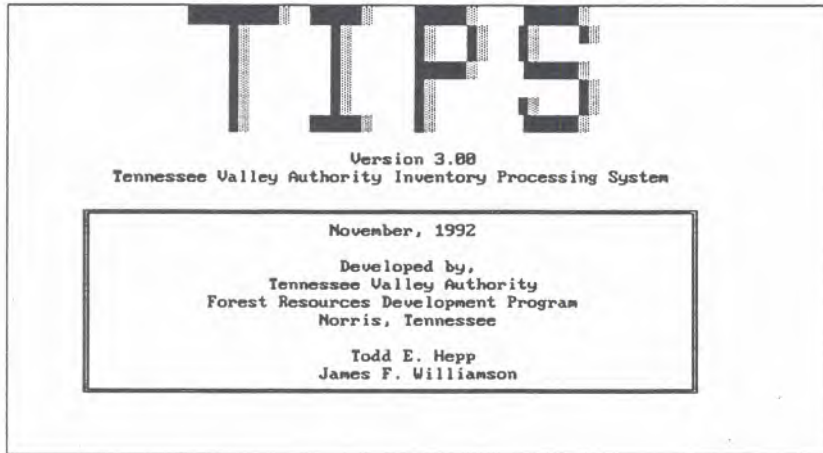 TIPS
Version 3.00
Tennessee Valley Authority Inventory Processing System
November, 1992
Developed by,
Tennessee Valley Authority
Forest Resources Development Program
Norris, Tennessee
Todd E. Hepp
James F. Williamson